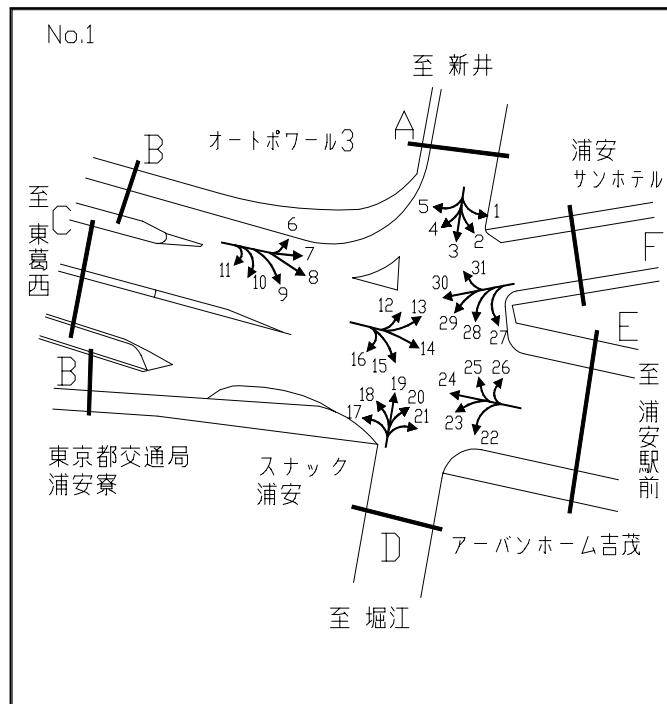 No.1
至 新井
A
オートポワール3
B
浦安
サンホテル
至 東葛西
C
F
E
B
至 浦安駅前
東京都交通局
浦安寮
スナック
浦安
D
アーバンホーム吉茂
至 堀江
1
2
3
4
5
6
7
8
9
10
11
12
13
14
15
16
17
18
19
20
21
22
23
24
25
26
27
28
29
30
31